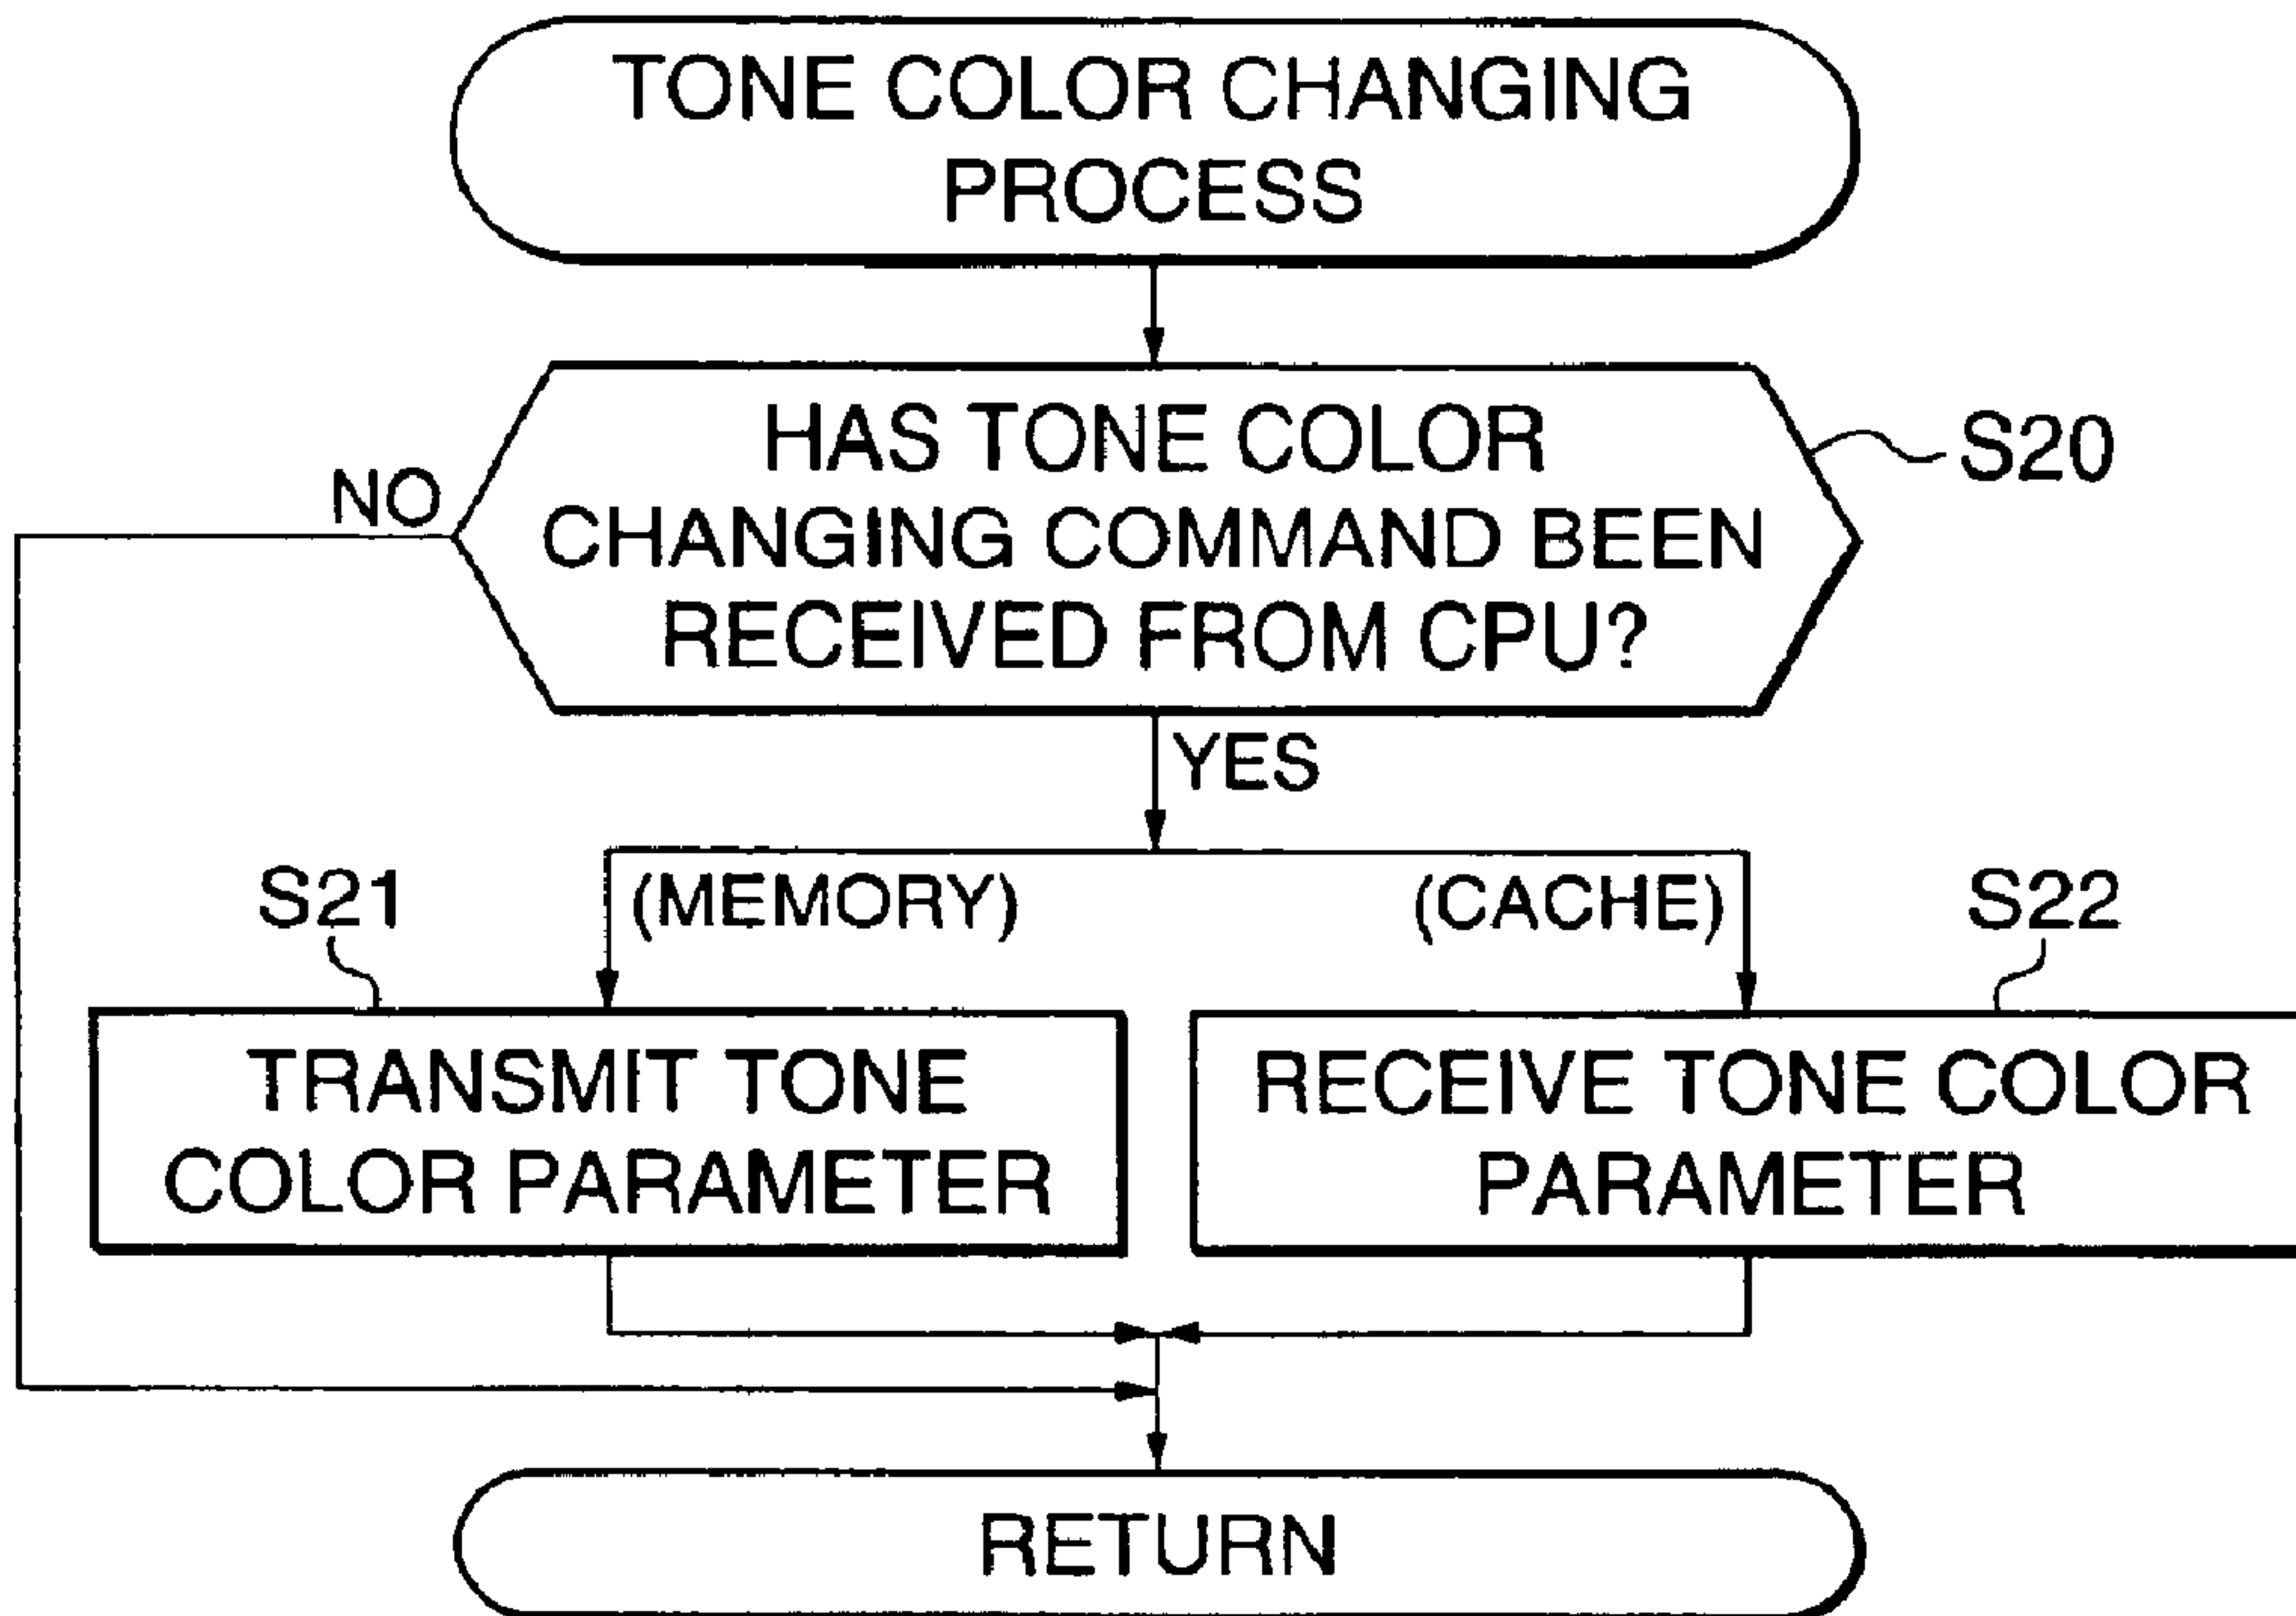 TONE COLOR CHANGING
PROCESS
HAS TONE COLOR
CHANGING COMMAND BEEN
RECEIVED FROM CPU?
S20
NO
YES
S21
(MEMORY)
(CACHE)
S22
TRANSMIT TONE
COLOR PARAMETER
RECEIVE TONE COLOR
PARAMETER
RETURN